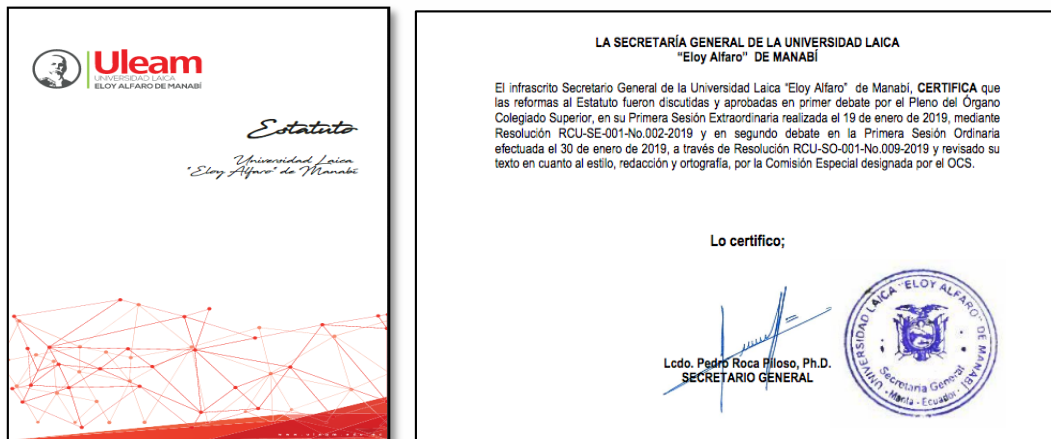 Uleam
UNIVERSIDAD LAICA
ELOY ALFARO DE MANABÍ
Estatuto
Universidad Laica
"Eloy Alfaro" de Manabí
www.uleam.edu.ec
LA SECRETARÍA GENERAL DE LA UNIVERSIDAD LAICA
"Eloy Alfaro" DE MANABÍ
El infrascrito Secretario General de la Universidad Laica "Eloy Alfaro" de Manabí, CERTIFICA que
las reformas al Estatuto fueron discutidas y aprobadas en primer debate por el Pleno del Órgano
Colegiado Superior, en su Primera Sesión Extraordinaria realizada el 19 de enero de 2019, mediante
Resolución RCU-SE-001-No.002-2019 y en segundo debate en la Primera Sesión Ordinaria
efectuada el 30 de enero de 2019, a través de Resolución RCU-SO-001-No.009-2019 y revisado su
texto en cuanto al estilo, redacción y ortografía, por la Comisión Especial designada por el OCS.
Lo certifico;
Lcdo. Pedro Roca Piloso, Ph.D.
SECRETARIO GENERAL
UNIVERSIDAD LAICA "ELOY ALFARO" DE MANABÍ
Secretaria General
- Manta - Ecuador -